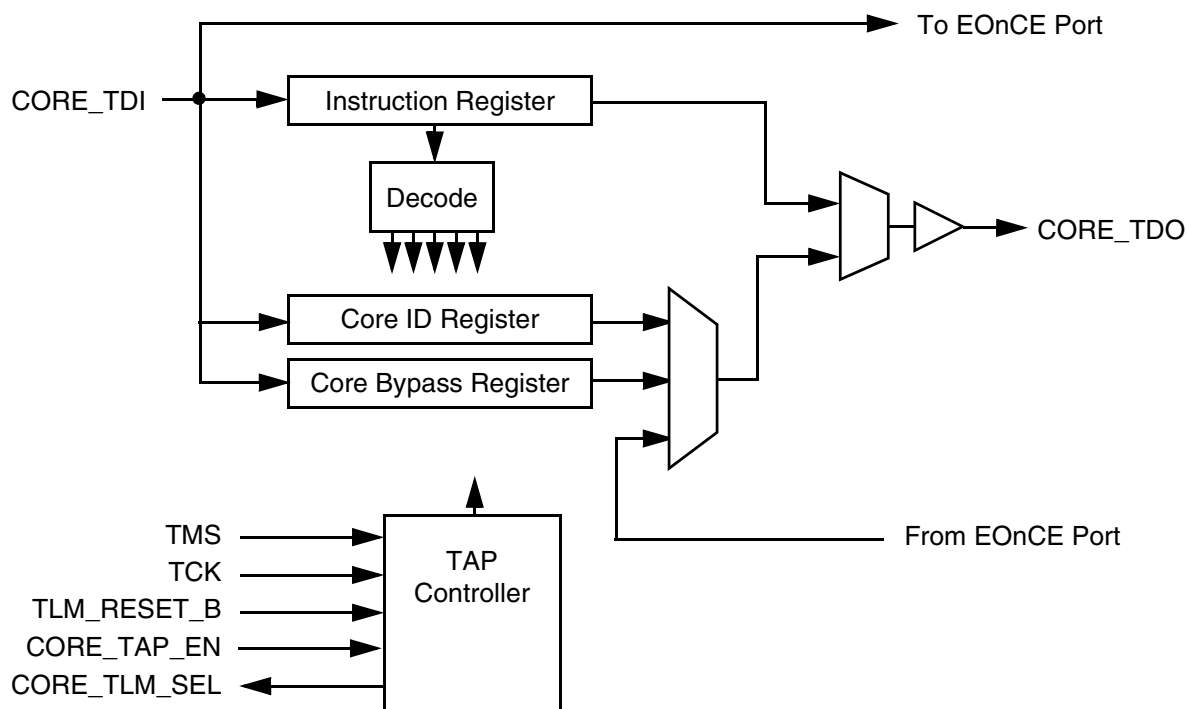 To EOnCE Port
CORE_TDI
Instruction Register
Decode
CORE_TDO
Core ID Register
Core Bypass Register
TMS
TCK
TLM_RESET_B
CORE_TAP_EN
CORE_TLM_SEL
TAP
Controller
From EOnCE Port